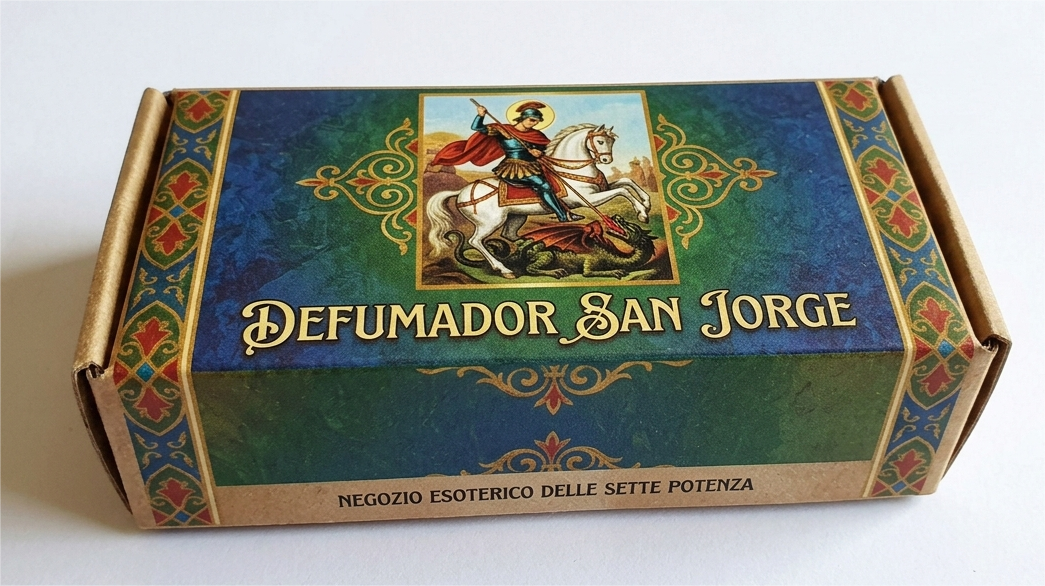 DEFUMADOR SAN JORGE
NEGOZIO ESOTERICO DELLE SETTE POTENZA